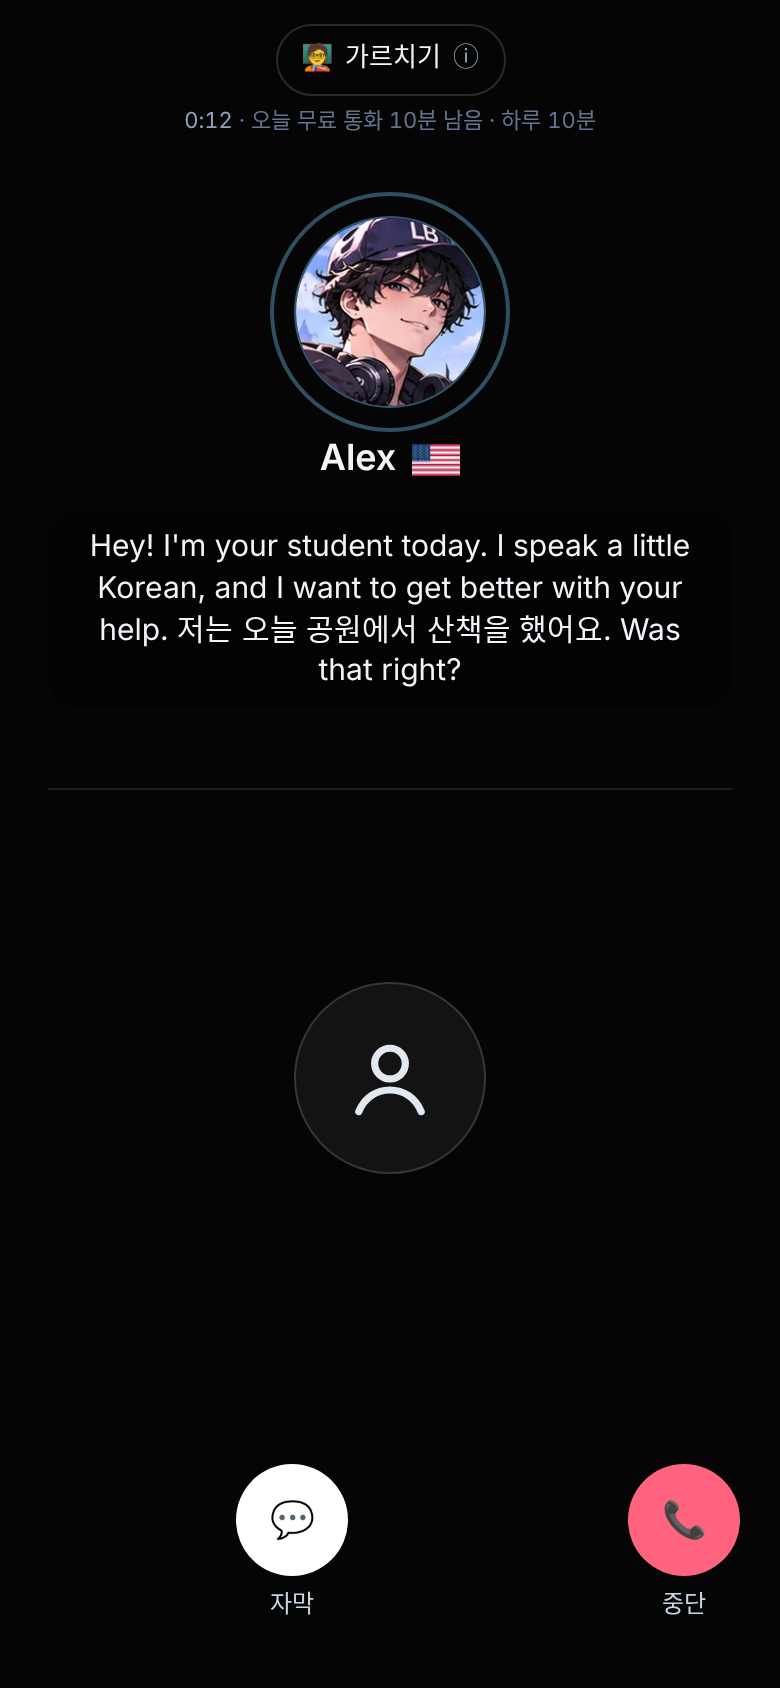 가르치기
0:12 · 오늘 무료 통화 10분 남음 · 하루 10분
LB
Alex
Hey! I'm your student today. I speak a little
Korean, and I want to get better with your
help. 저는 오늘 공원에서 산책을 했어요. Was
that right?
자막
중단